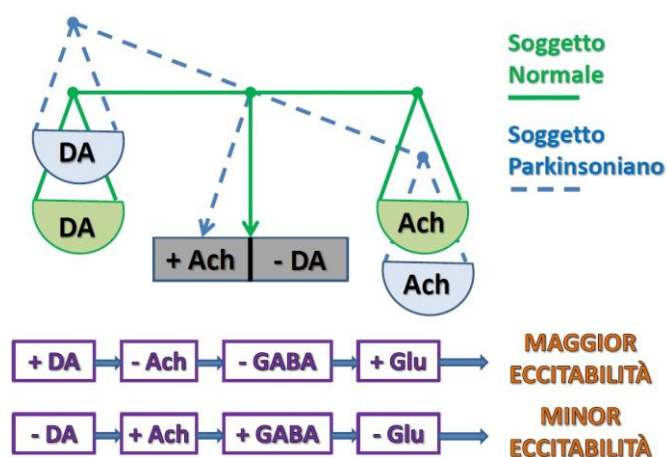 Soggetto
Normale
Soggetto
Parkinsoniano
DA
DA
Ach
Ach
+ Ach
- DA
+ DA
- Ach
- GABA
+ Glu
MAGGIOR
ECCITABILITÀ
- DA
+ Ach
+ GABA
- Glu
MINOR
ECCITABILITÀ